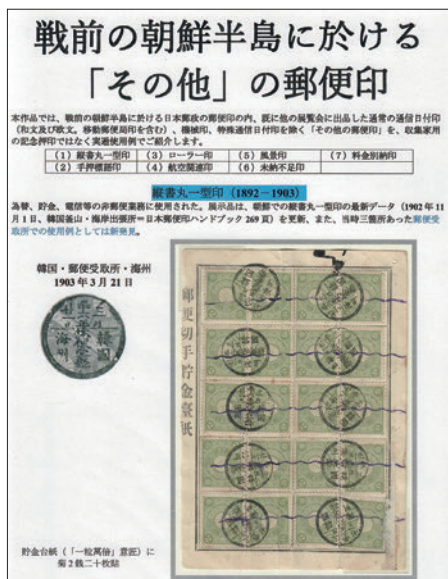 戦前の朝鮮半島に於ける
「その他」の郵便印
本作品では、戦前の朝鮮半島に於ける日本郵政の郵便印の内、既に他の展覧会に出品した通常の通信日付印
(和文及び欧文。移動郵便局印を含む)、機械印、特殊通信日付印を除く「その他の郵便印」を、収集家用
の記念押印ではなく実逓使用例でご紹介します。
(1)縦書丸一型印 (3)ローラー印 (5)風景印 (7)料金別納印
(2)手押標語印 (4)航空関連印 (6)未納不足印
縦書丸一型印(1892-1903)
為替、貯金、電信等の非郵便業務に使用された。展示品は、朝鮮での縦書丸一型印の最新データ(1902年11
月1日、韓国釜山・海岸出張所=日本郵便印ハンドブック269頁)を更新、また、当時三箇所あった郵便受
取所での使用例としては新発見。
韓国・郵便受取所・海州
1903年3月21日
郵便切手貯金臺紙
貯金台紙(「一粒萬倍」意匠)に
菊2銭二十枚貼